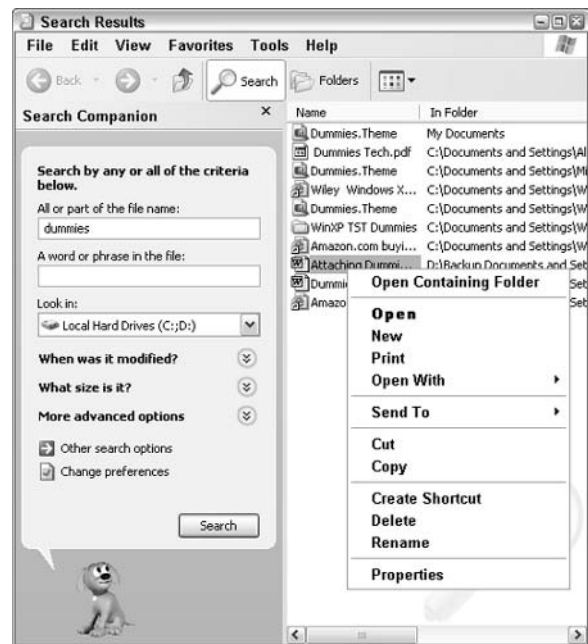 Search Results
File Edit View Favorites Tools Help
Back Search Folders
Search Companion
Search by any or all of the criteria
below.
All or part of the file name:
dummies
A word or phrase in the file:
Look in:
Local Hard Drives (C:;D:)
When was it modified?
What size is it?
More advanced options
Other search options
Change preferences
Search
Name In Folder
Dummies.Theme My Documents
Dummies Tech.pdf C:\Documents and Settings\Al
Dummies.Theme C:\Documents and Settings\Mi
Wiley Windows X... C:\Documents and Settings\W
Dummies.Theme C:\Documents and Settings\W
WinXP TST Dummies C:\Documents and Settings\W
Amazon.com buyi... C:\Documents and Settings\W
Attaching Dummi... D:\Backup Documents and Set
Dummi Set
Amazo Set
Open Containing Folder
Open
New
Print
Open With
Send To
Cut
Copy
Create Shortcut
Delete
Rename
Properties